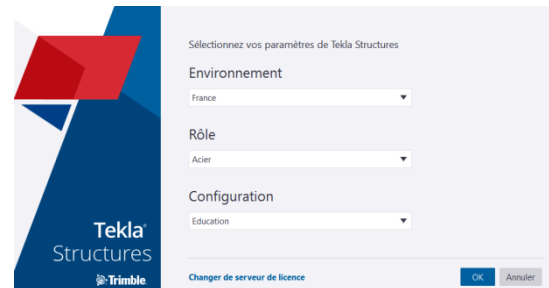 Sélectionnez vos paramètres de Tekla Structures
Environnement
France
Rôle
Acier
Configuration
Education
Tekla®
Structures
Trimble.
Changer de serveur de licence
OK
Annuler